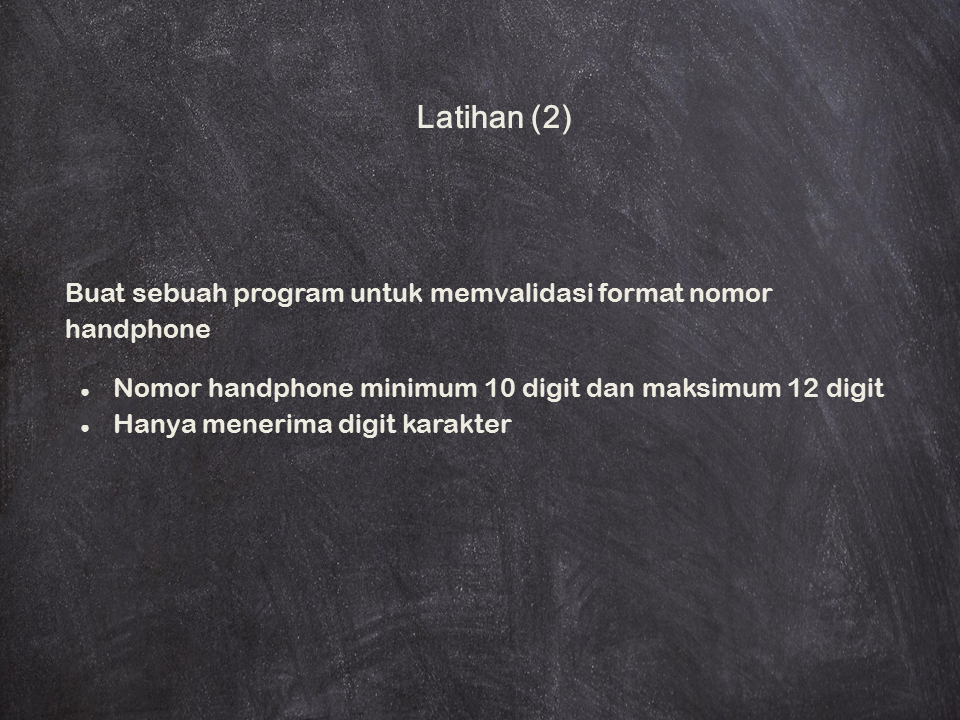 Latihan (2)
Buat sebuah program untuk memvalidasi format nomor
handphone
● Nomor handphone minimum 10 digit dan maksimum 12 digit
● Hanya menerima digit karakter